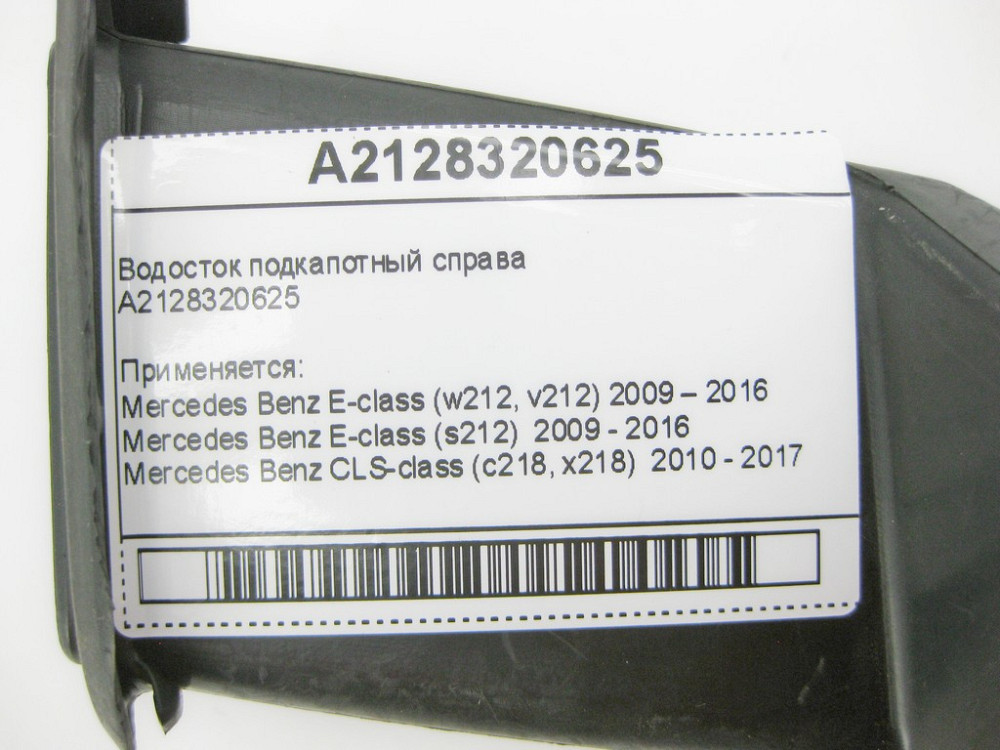 A2128320625
Водосток подкапотный справа
A2128320625
Применяется:
Mercedes Benz E-class (w212, v212) 2009 – 2016
Mercedes Benz E-class (s212) 2009 - 2016
Mercedes Benz CLS-class (c218, x218) 2010 - 2017